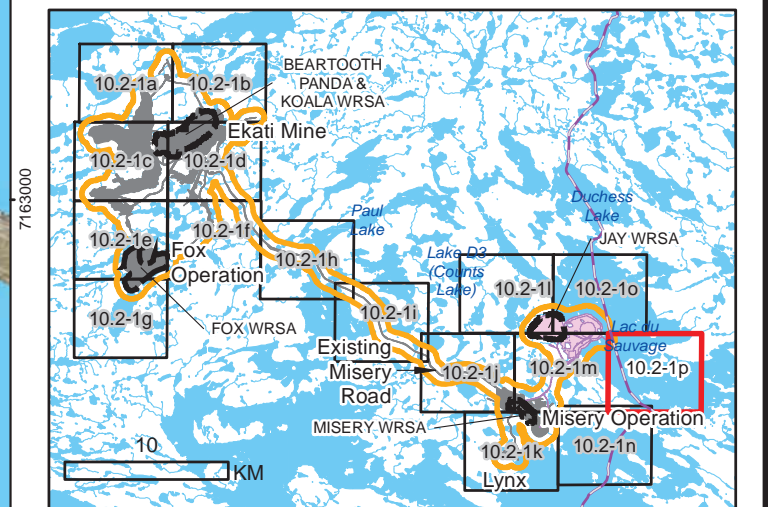 BEARTOOTH
PANDA &
KOALA WRSA
10.2-1a
10.2-1b
Ekati Mine
10.2-1c
10.2-1d
7163000
Duchess
Lake
Paul
Lake
10.2-1e
10.2-1f
JAY WRSA
Fox
Operation
10.2-1h
Lake D3
(Counts
Lake)
10.2-1l
10.2-1o
10.2-1g
FOX WRSA
10.2-1i
Lac du
Sauvage
Existing
Misery
Road
10.2-1j
10.2-1m
10.2-1p
MISERY WRSA
Misery Operation
10
KM
10.2-1k
10.2-1n
Lynx